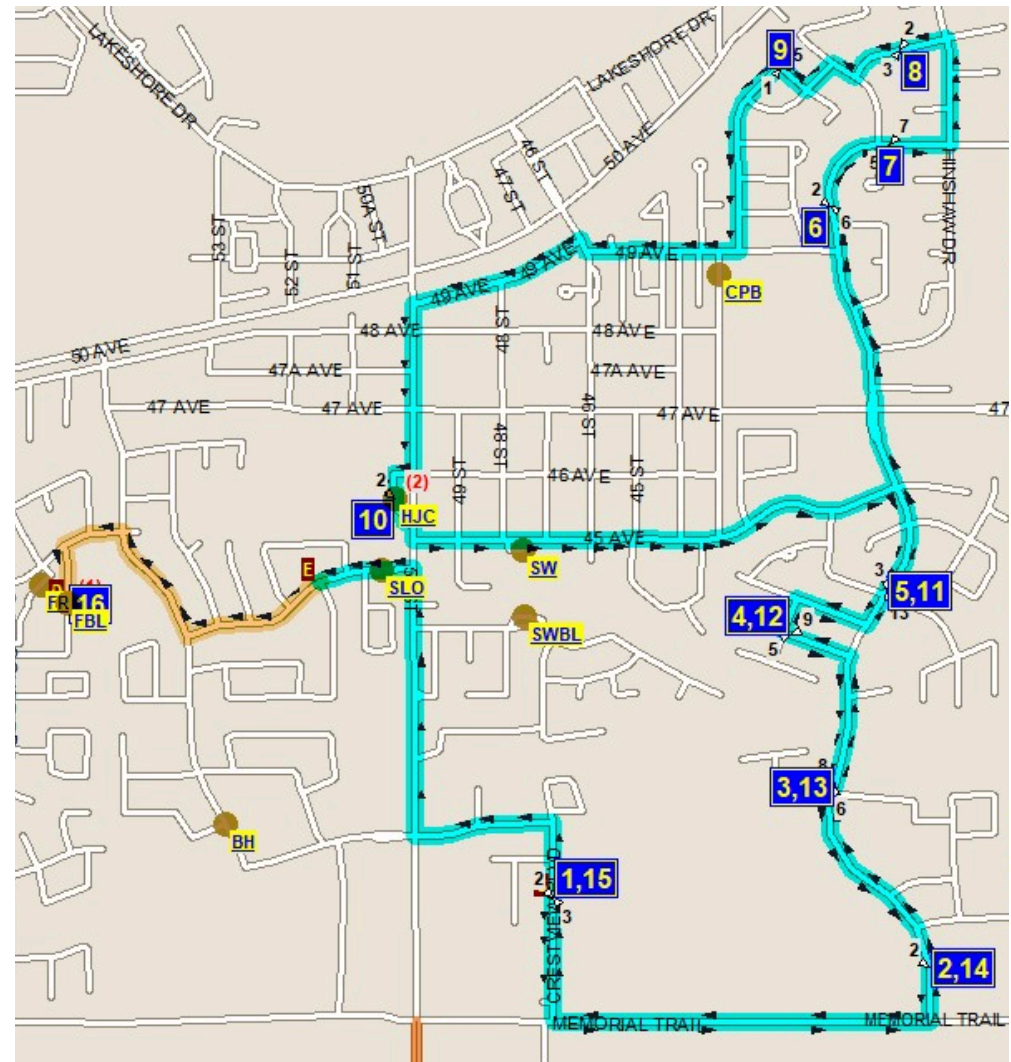 LAKESHORE DR
LAKESHORE DR
9
5
1
2
3
8
46 ST
50 AVE
47 ST
50A ST
53 ST
52 ST
51 ST
7
5
7
HINSHAW DR
2
6
6
49 AVE
49 AVE
49 AVE
CPB
48 ST
48 AVE
48 AVE
50 AVE
47A AVE
47A AVE
47 AVE
47 AVE
47 AVE
47
46 ST
48 ST
49 ST
45 ST
46 AVE
2
(2)
10
HJC
45 AVE
SW
E
SLO
3
5,11
13
FR
16
FBL
4,12
9
5
SWBL
8
3,13
6
BH
2
1,15
3
2
2,14
MEMORIAL TRAIL
MEMORIAL TRAIL